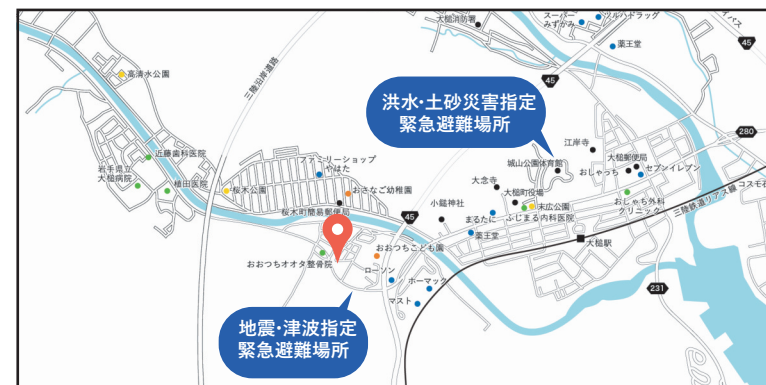 大槌消防署
スーパー
みずかみ
ツルハドラッグ
バイパス
45
薬王堂
高清水公園
三陸沿岸道路
45
洪水・土砂災害指定
緊急避難場所
280
江岸寺
近藤歯科医院
ファミリーショップ
やはた
城山公園体育館
大槌郵便局
おしゃっち
セブンイレブン
岩手県立
大槌病院
植田医院
桜木公園
おさなご幼稚園
大念寺
大槌町役場
末広公園
コスモ石
桜木町簡易郵便局
45
小鎚神社
まるたに
ふじまる内科医院
おしゃち外科
クリニック
三陸鉄道リアス線
薬王堂
大槌駅
おおつちこども園
おおつちオオタ整骨院
ローソン
ホーマック
マスト
231
地震・津波指定
緊急避難場所